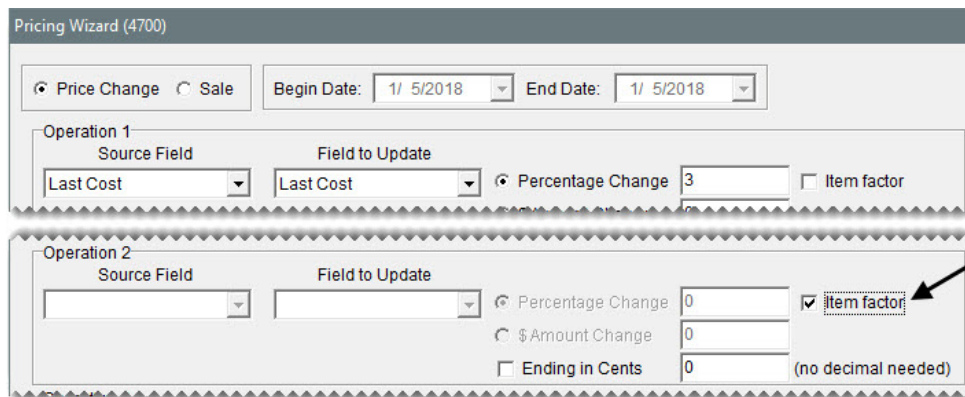 Pricing Wizard (4700)
Price Change Sale Begin Date: 1/ 5/2018 End Date: 1/ 5/2018
Operation 1
Source Field Field to Update
Last Cost Last Cost Percentage Change 3 Item factor
Operation 2
Source Field Field to Update
Percentage Change 0 Item factor
$ Amount Change 0
Ending in Cents 0 (no decimal needed)